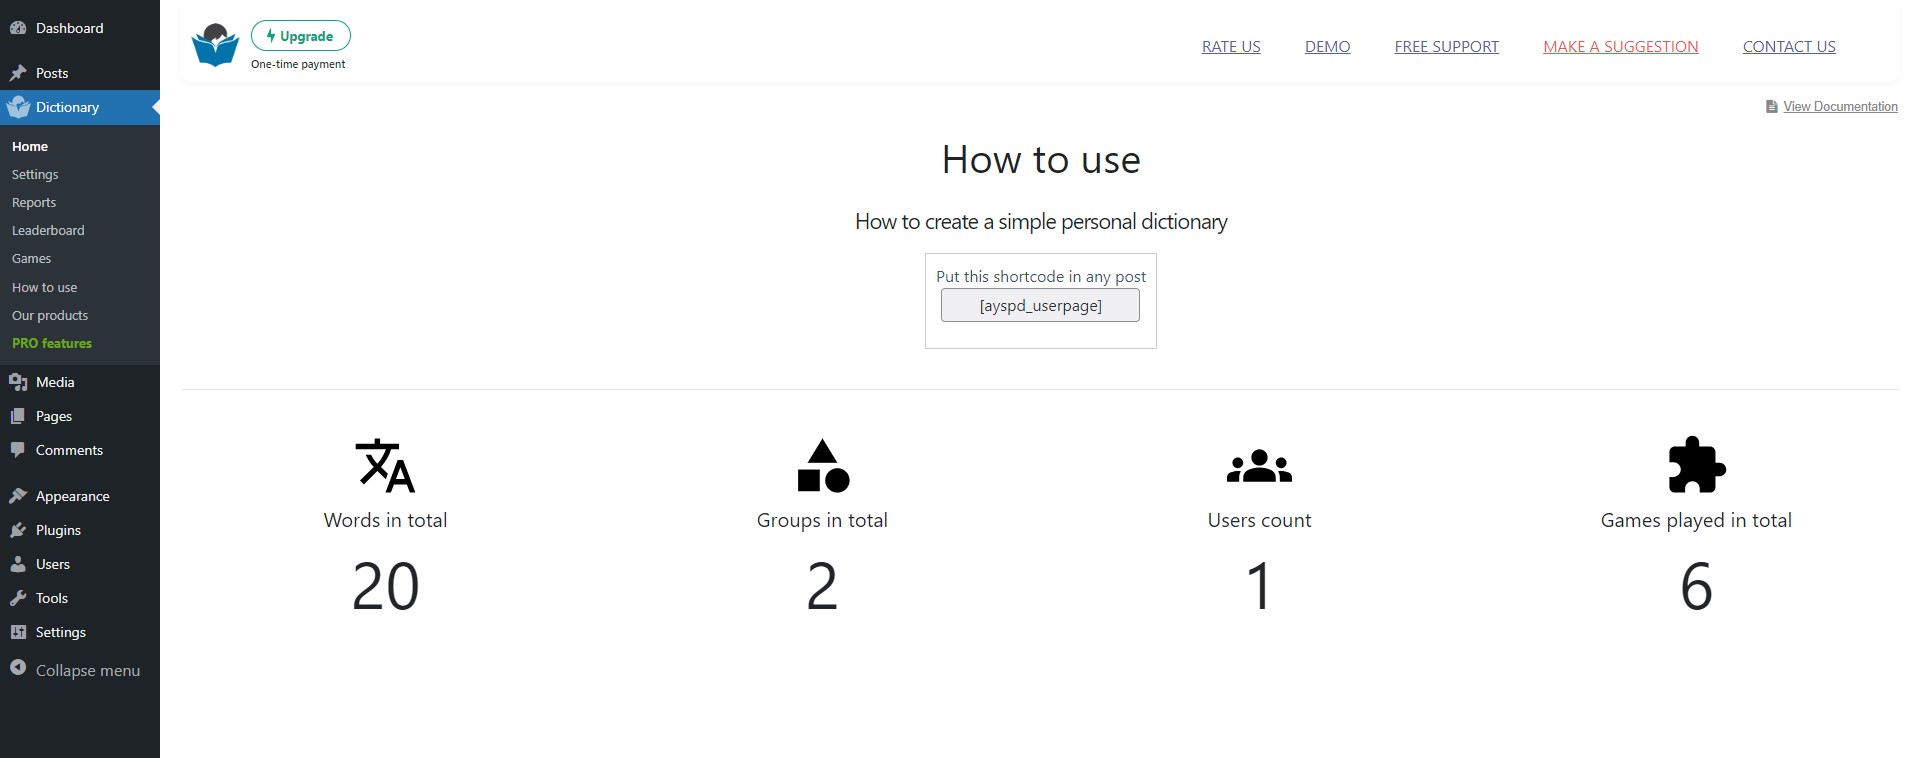 Dashboard
Posts
Dictionary
Home
Settings
Reports
Leaderboard
Games
How to use
Our products
PRO features
Media
Pages
Comments
Appearance
Plugins
Users
Tools
Settings
Collapse menu
Upgrade
One-time payment
RATE US DEMO FREE SUPPORT MAKE A SUGGESTION CONTACT US
View Documentation
How to use
How to create a simple personal dictionary
Put this shortcode in any post
[ayspd_userpage]
Words in total
20
Groups in total
2
Users count
1
Games played in total
6